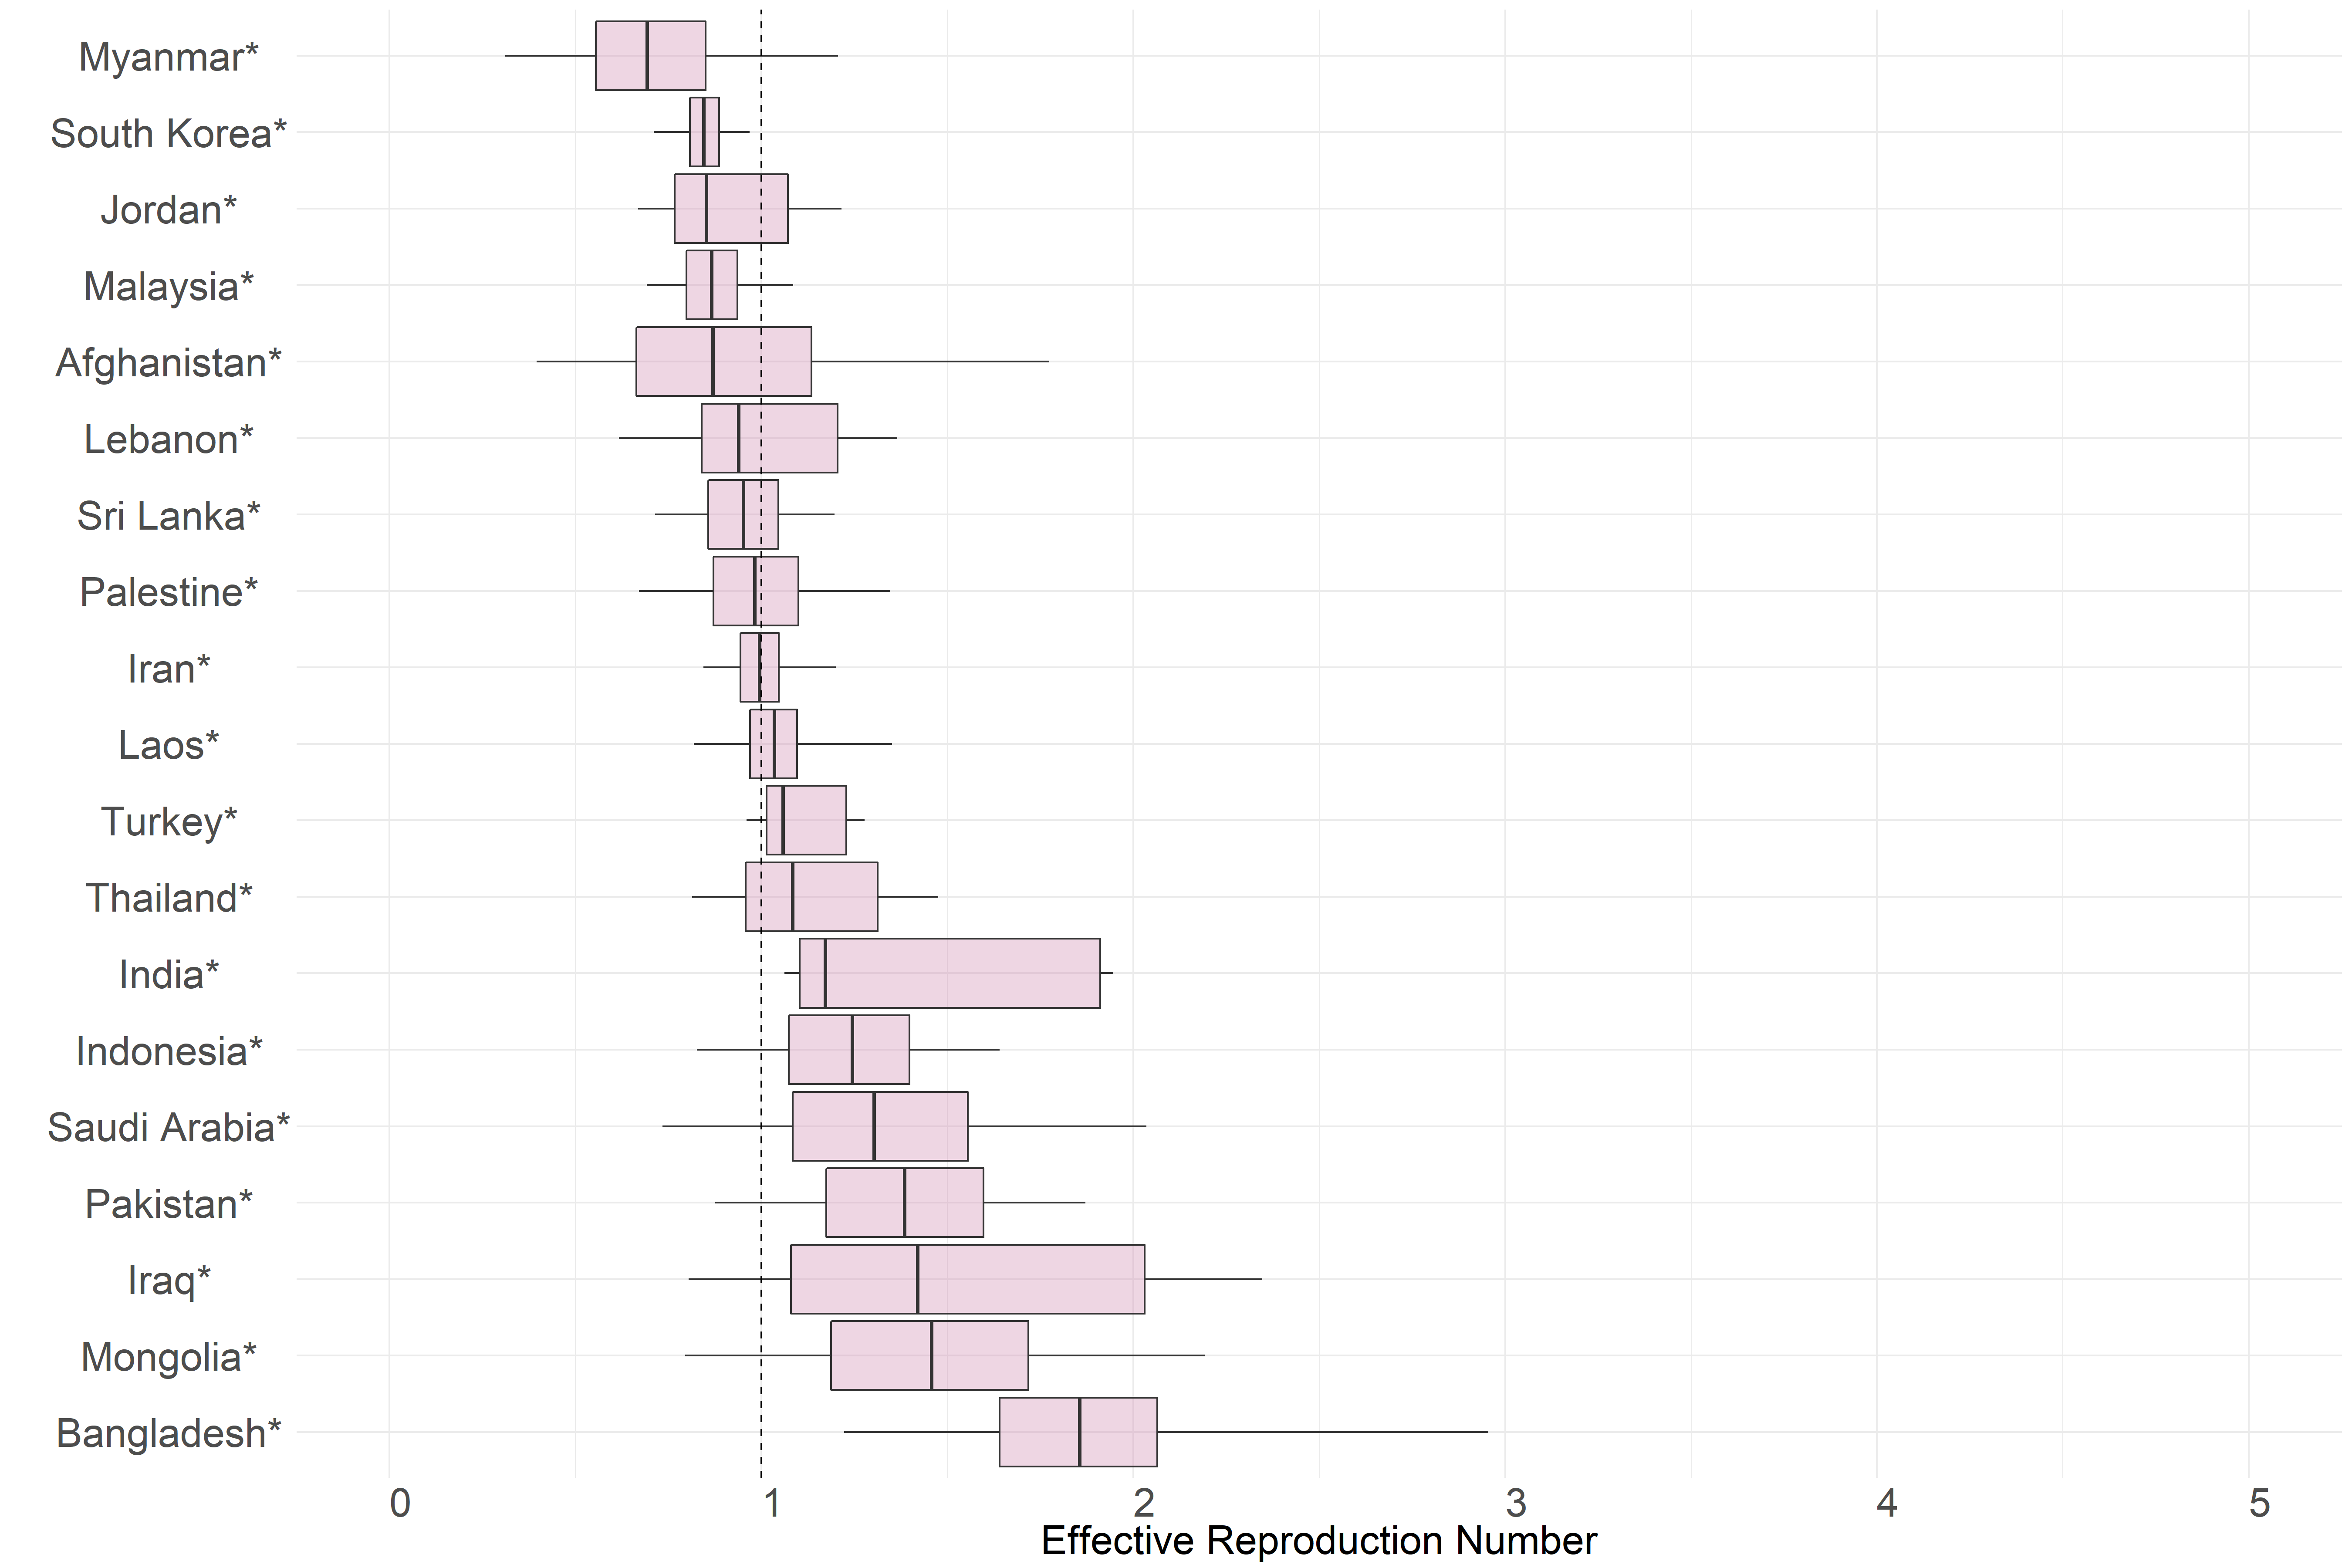 Myanmar*
South Korea*
Jordan*
Malaysia*
Afghanistan*
Lebanon*
Sri Lanka*
Palestine*
Iran*
Laos*
Turkey*
Thailand*
India*
Indonesia*
Saudi Arabia*
Pakistan*
Iraq*
Mongolia*
Bangladesh*
0 1 2 3 4 5
Effective Reproduction Number